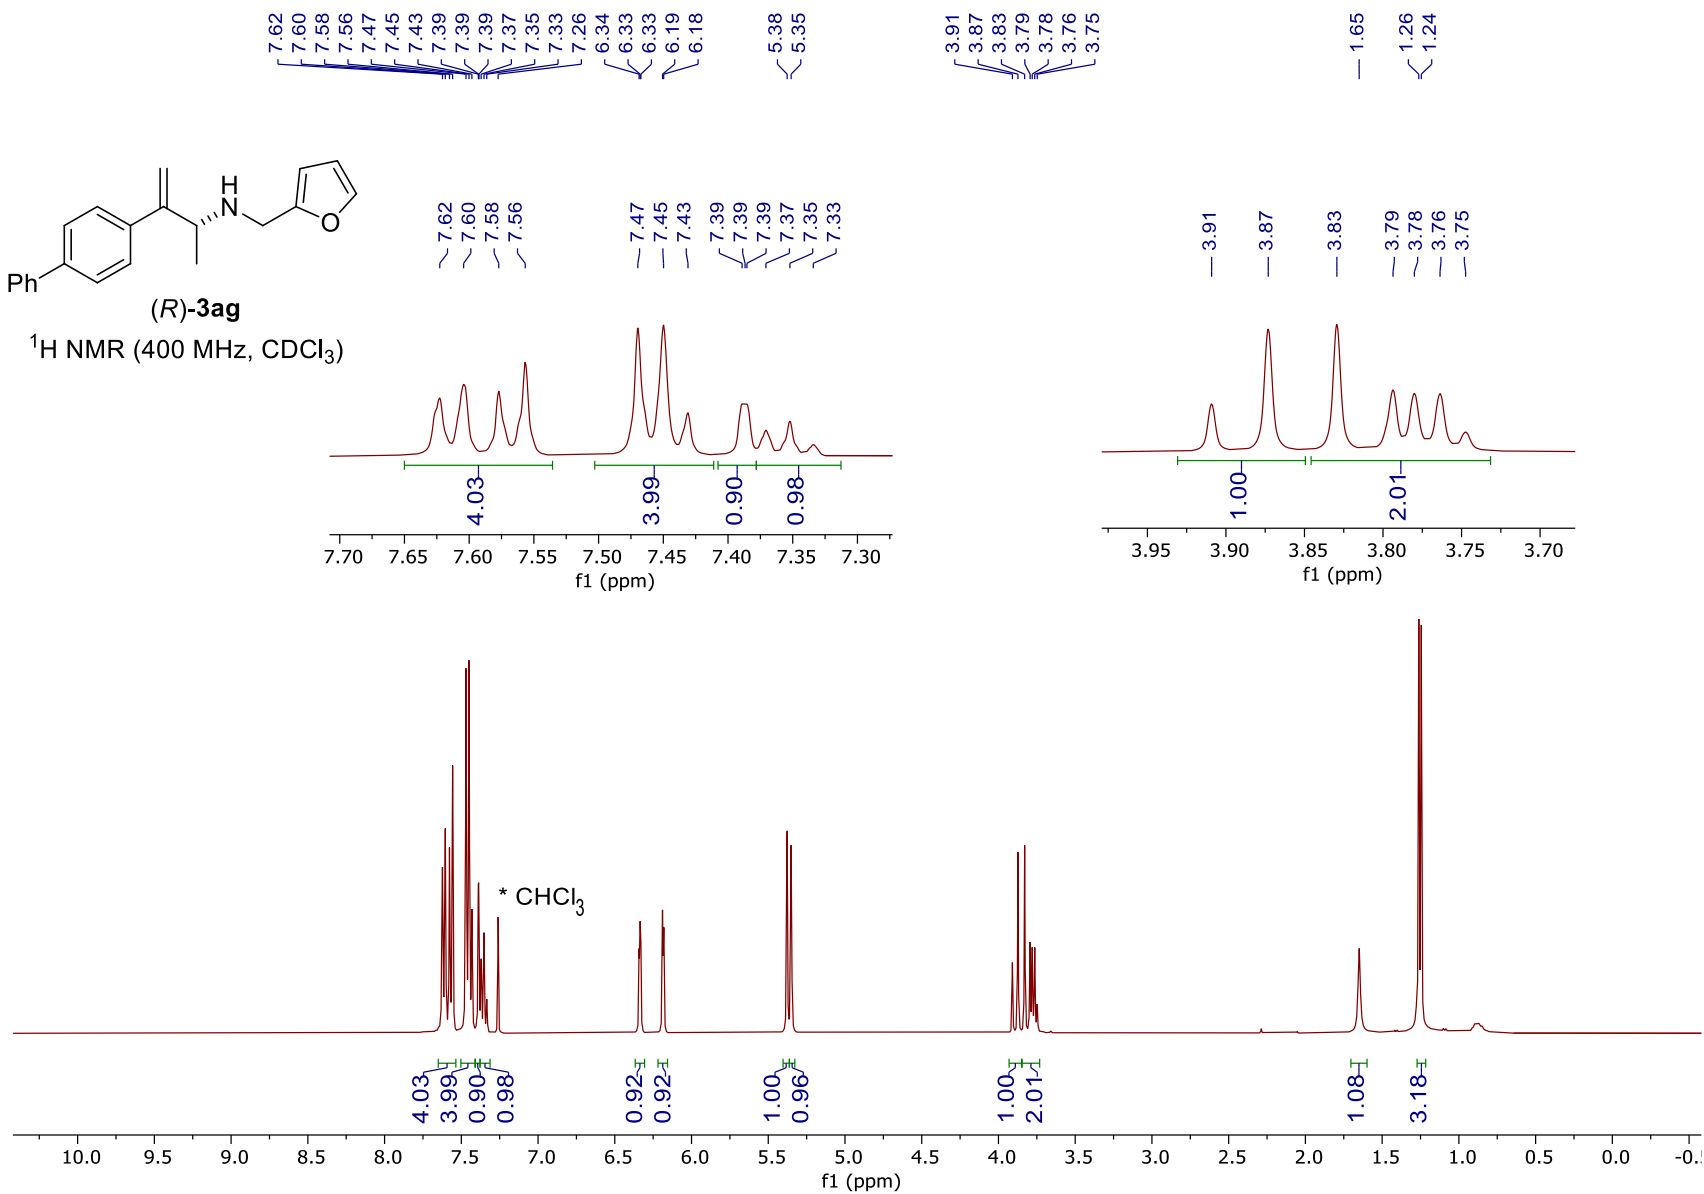 7.62 7.60 7.58 7.56 7.47 7.45 7.43 7.39 7.39 7.39 7.37 7.35 7.33 7.26 6.34 6.33 6.33 6.19 6.18 5.38 5.35 3.91 3.87 3.83 3.79 3.78 3.76 3.75 1.65 1.26 1.24
H
N
O
Ph
(R)-3ag
¹H NMR (400 MHz, CDCl₃)
7.62 7.60 7.58 7.56 7.47 7.45 7.43 7.39 7.39 7.39 7.37 7.35 7.33
4.03 3.99 0.90 0.98
7.70 7.65 7.60 7.55 7.50 7.45 7.40 7.35 7.30
f1 (ppm)
3.91 3.87 3.83 3.79 3.78 3.76 3.75
1.00 2.01
3.95 3.90 3.85 3.80 3.75 3.70
f1 (ppm)
* CHCl₃
4.03 3.99 0.90 0.98 0.92 0.92 1.00 0.96 1.00 2.01 1.08 3.18
10.0 9.5 9.0 8.5 8.0 7.5 7.0 6.5 6.0 5.5 5.0 4.5 4.0 3.5 3.0 2.5 2.0 1.5 1.0 0.5 0.0
f1 (ppm)